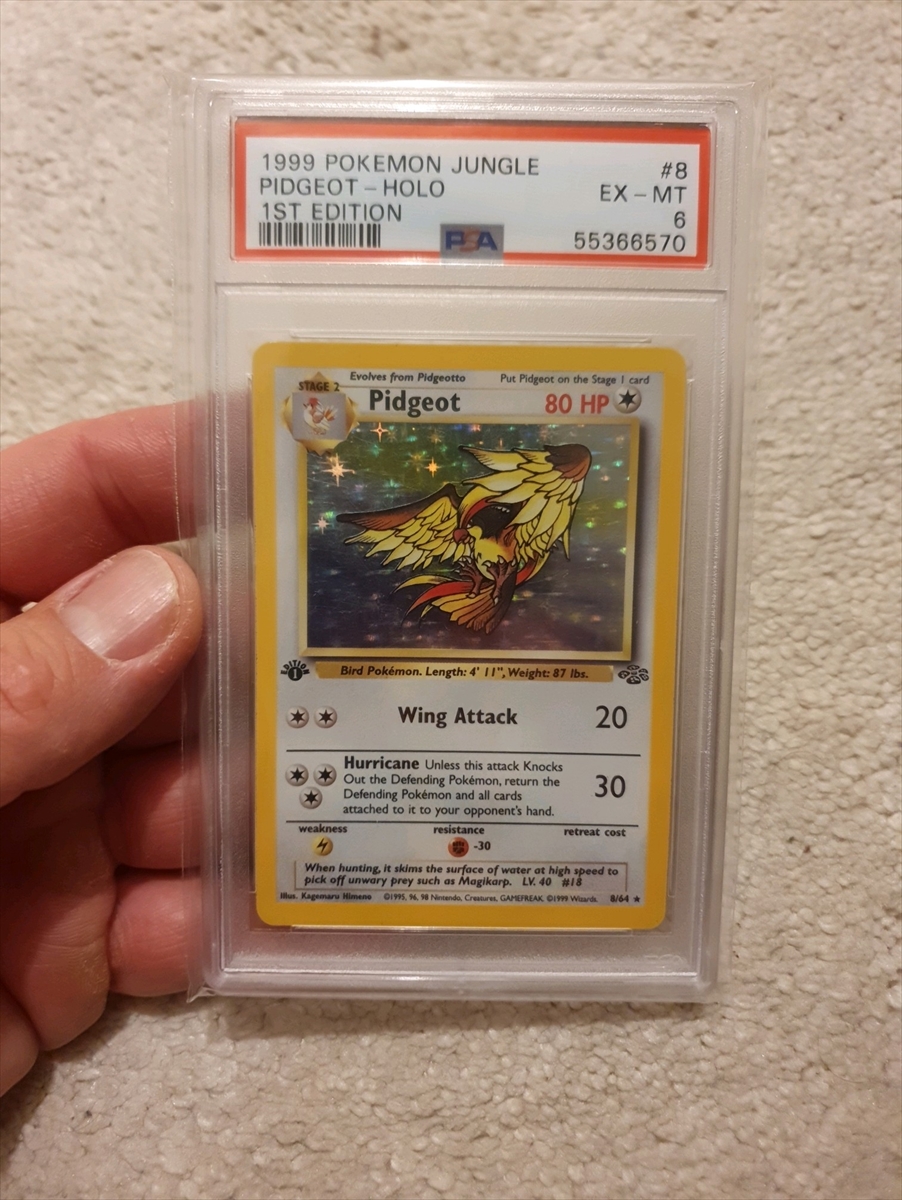 1999 POKEMON JUNGLE #8
PIDGEOT - HOLO EX - MT
1ST EDITION 6
PSA 55366570
Evolves from Pidgeotto Put Pidgeot on the Stage 1 card
STAGE 2
Pidgeot 80 HP
EDITION
1
Bird Pokémon. Length: 4' 11", Weight: 87 lbs.
Wing Attack 20
Hurricane Unless this attack Knocks
Out the Defending Pokémon, return the
Defending Pokémon and all cards
attached to it to your opponent's hand.
30
weakness resistance retreat cost
-30
When hunting, it skims the surface of water at high speed to
pick off unwary prey such as Magikarp. LV. 40 #18
Illus. Kagemaru Himeno ©1995, 96, 98 Nintendo, Creatures, GAMEFREAK. ©1999 Wizards. 8/64 ★